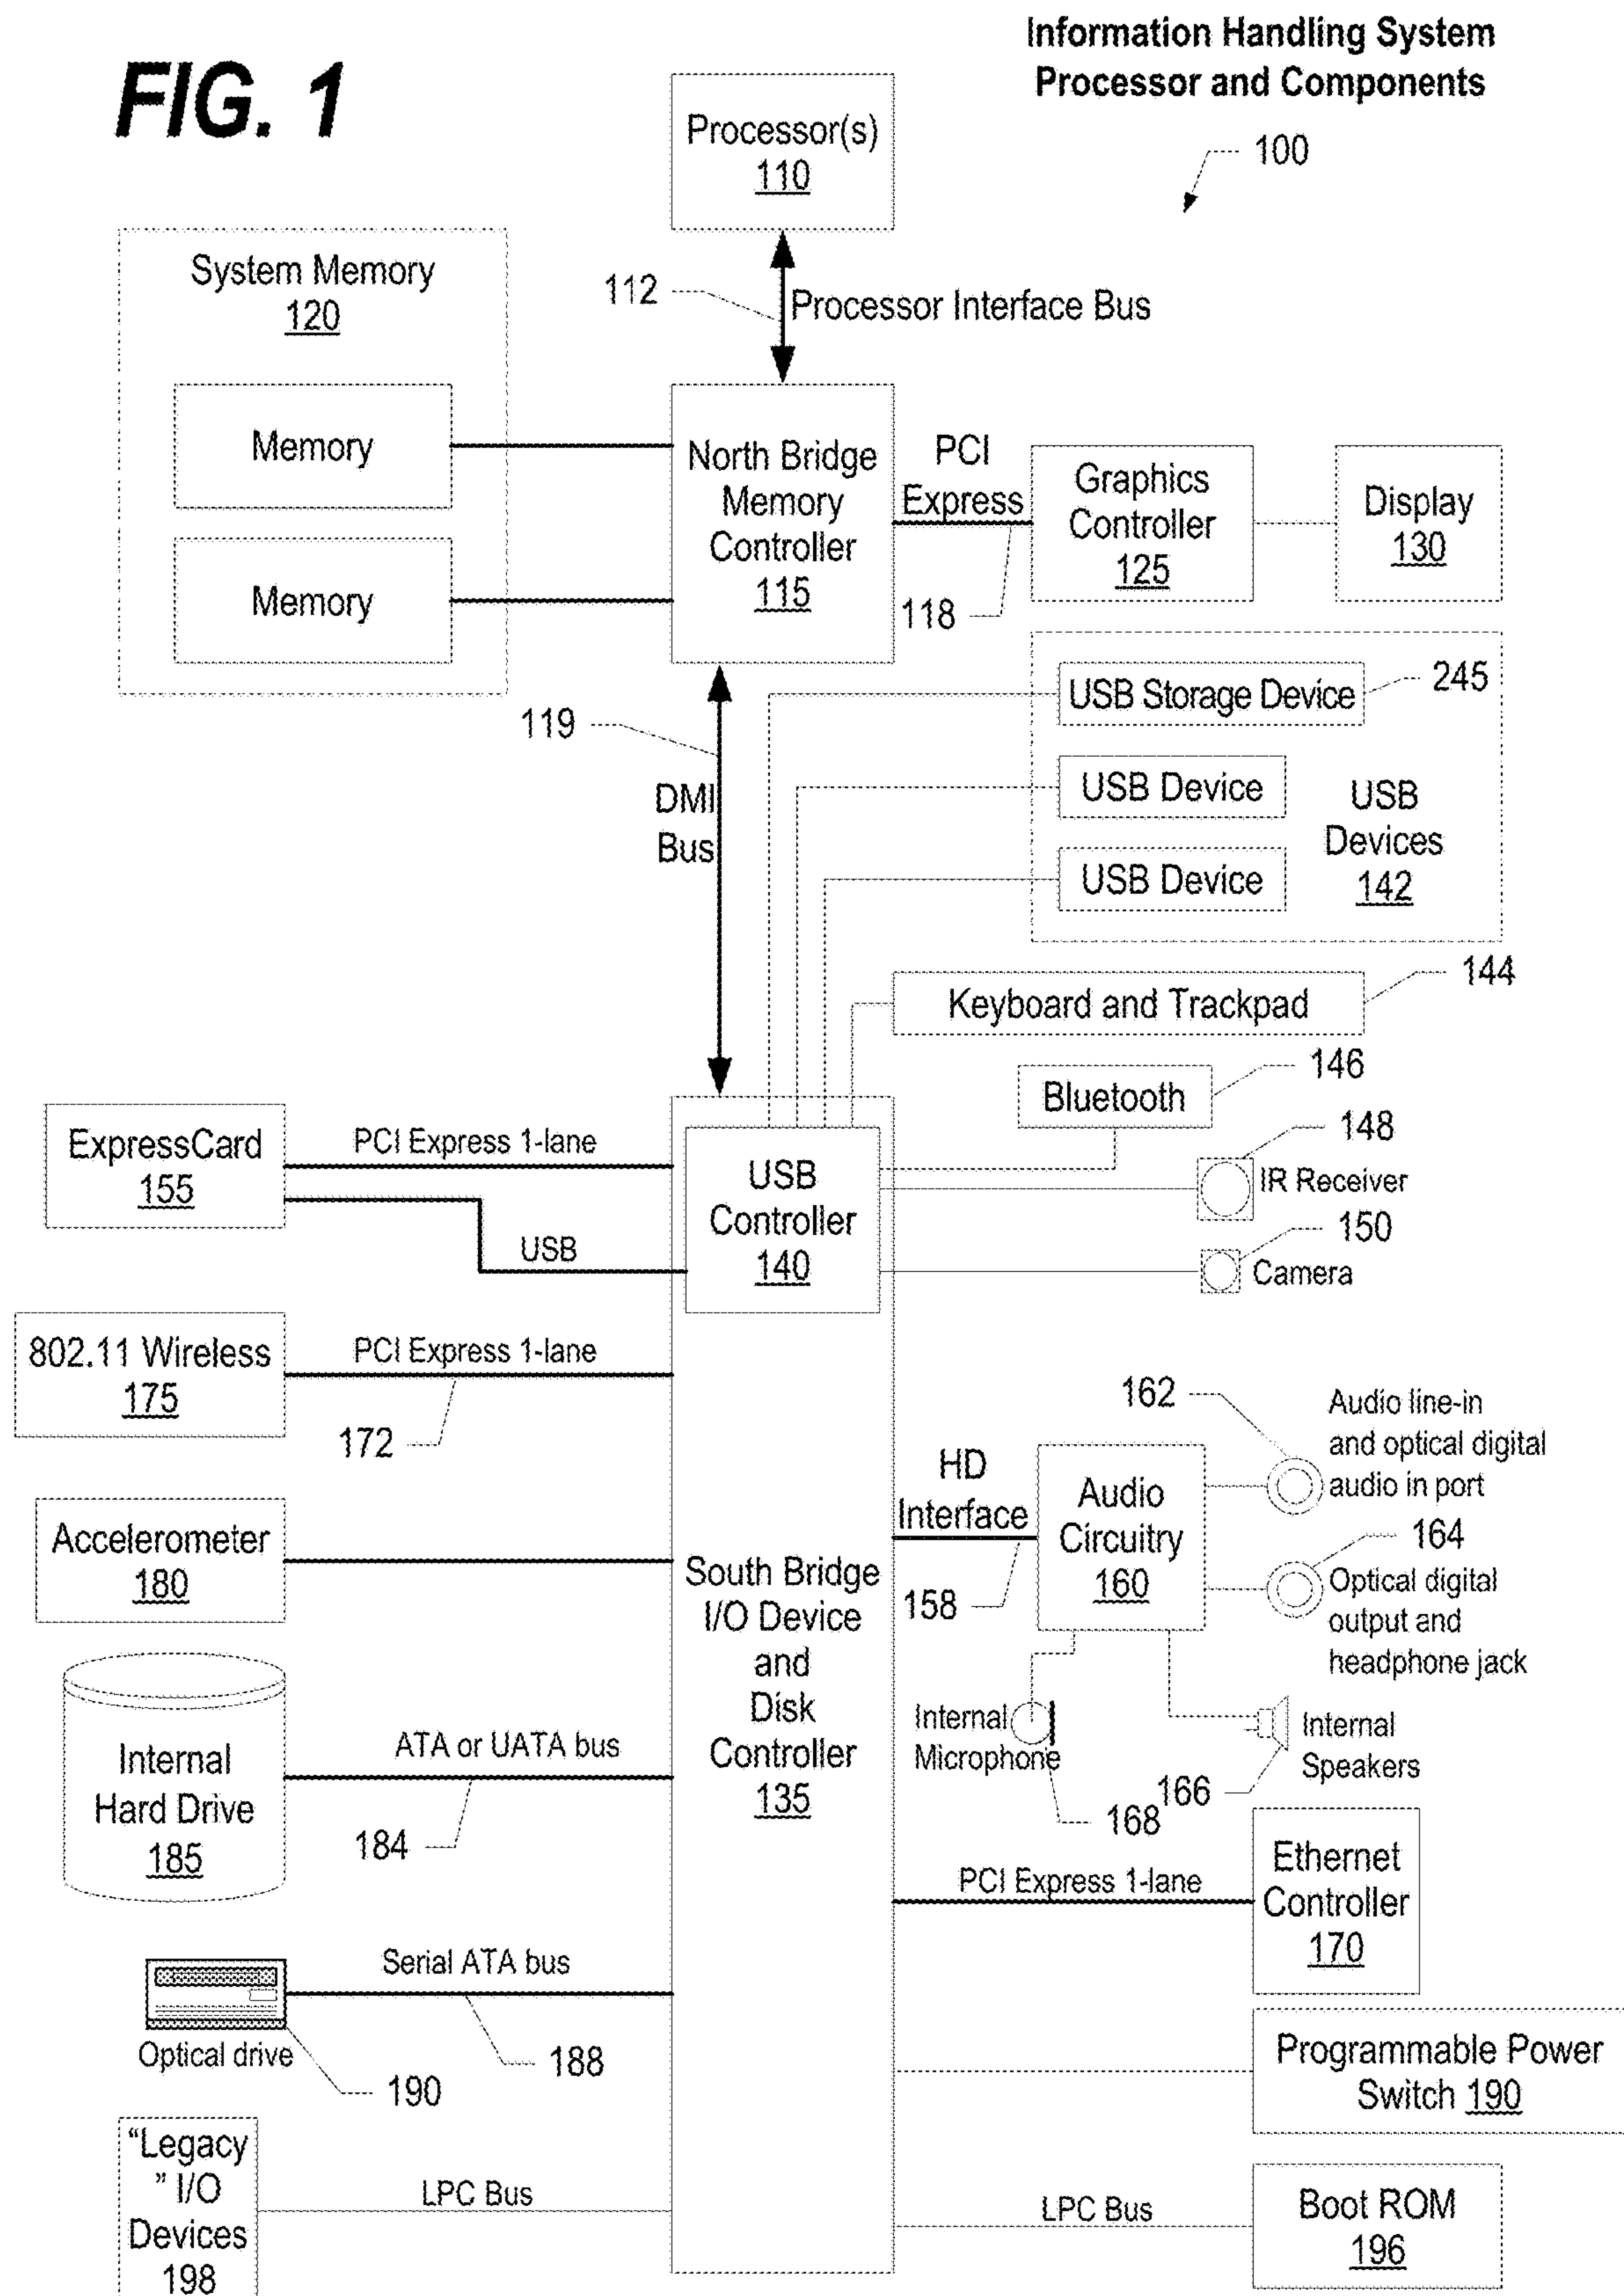 FIG. 1
Information Handling System
Processor and Components
100
Processor(s)
110
112
Processor Interface Bus
System Memory
120
Memory
Memory
North Bridge
Memory
Controller
115
PCI
Express
118
Graphics
Controller
125
Display
130
119
DMI
Bus
USB Storage Device
245
USB Device
USB Device
USB
Devices
142
Keyboard and Trackpad
144
Bluetooth
146
148
IR Receiver
150
Camera
ExpressCard
155
PCI Express 1-lane
USB
USB
Controller
140
802.11 Wireless
175
PCI Express 1-lane
172
Accelerometer
180
South Bridge
I/O Device
and
Disk
Controller
135
HD
Interface
158
Audio
Circuitry
160
162
Audio line-in
and optical digital
audio in port
164
Optical digital
output and
headphone jack
Internal
Microphone
168
166
Internal
Speakers
Internal
Hard Drive
185
ATA or UATA bus
184
PCI Express 1-lane
Ethernet
Controller
170
Serial ATA bus
188
Optical drive
190
Programmable Power
Switch 190
“Legacy
” I/O
Devices
198
LPC Bus
LPC Bus
Boot ROM
196